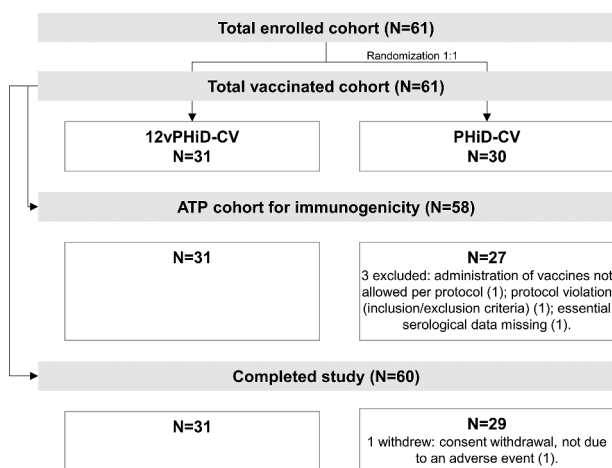 Total enrolled cohort (N=61)
Randomization 1:1
Total vaccinated cohort (N=61)
12vPHiD-CV
N=31
PHiD-CV
N=30
ATP cohort for immunogenicity (N=58)
N=31
N=27
3 excluded: administration of vaccines not
allowed per protocol (1); protocol violation
(inclusion/exclusion criteria) (1); essential
serological data missing (1).
Completed study (N=60)
N=31
N=29
1 withdrew: consent withdrawal, not due
to an adverse event (1).